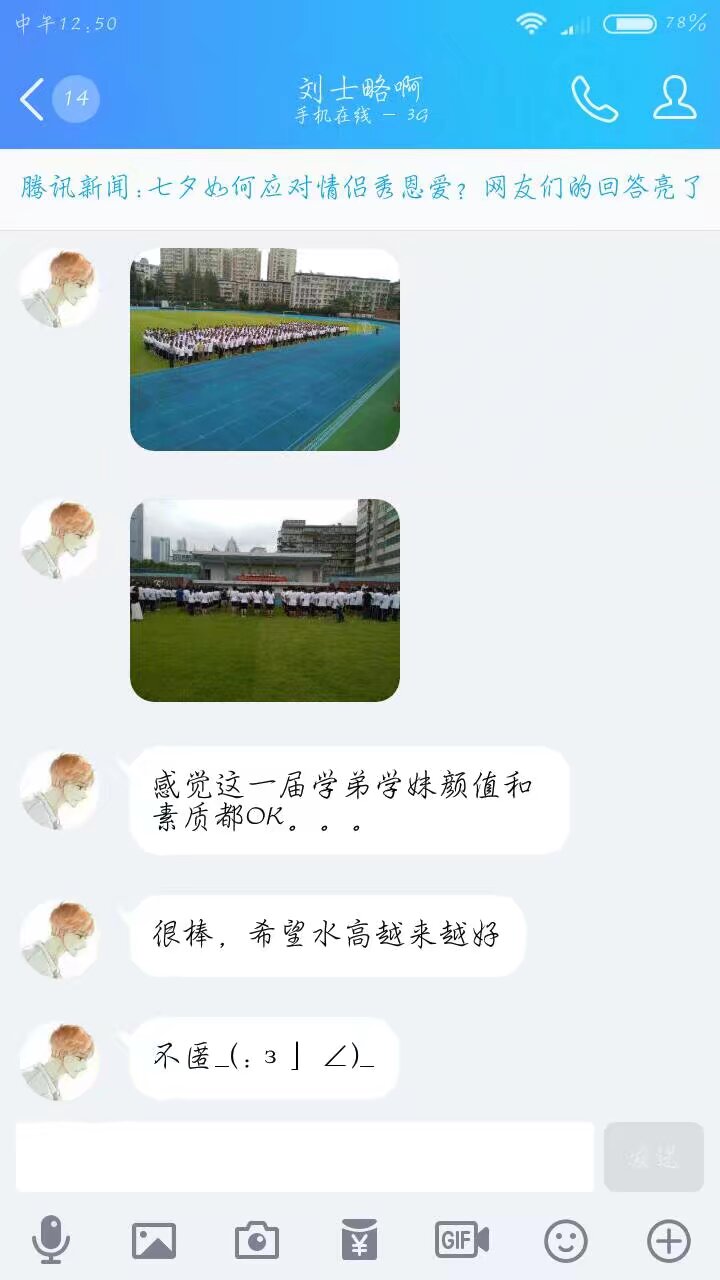 中午12:50
78%
14
刘士略啊
手机在线 - 3G
腾讯新闻:七夕如何应对情侣秀恩爱？网友们的回答亮了
感觉这一届学弟学妹颜值和
素质都OK。。。
很棒，希望水高越来越好
不匿_(:з」∠)_
发送
GIF
¥